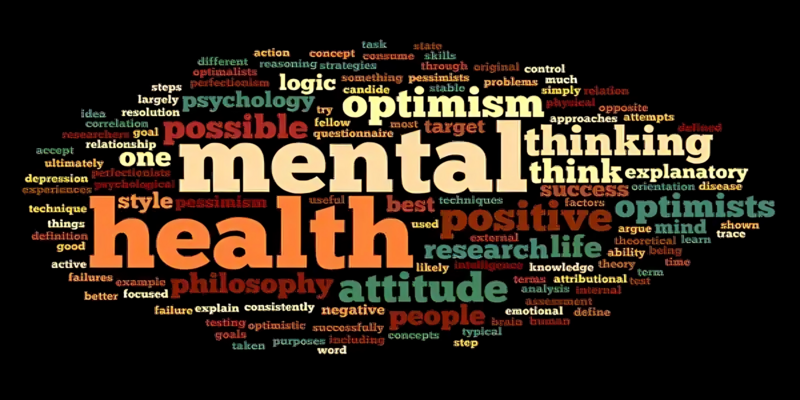 task state
action concept consume skills
different reasoning strategies through original control
optimalists something pessimists problems much
perfectionism logic candide stable simply relation
steps
largely psychology optimism physical opposite
idea resolution try approaches attempts
correlation possible fellow most target defined
researchers goal questionnaire
relationship mental thinking
accept one
ultimately perfectionists think explanatory
depression psychological success orientation disease
experiences
technique style pessimism useful best techniques factors optimists
things health used positive argue mind shown
definition external theoretical learn trace
good research life ability being
active likely intelligence knowledge theory time
failures example philosophy attitude terms attributional term test
better focused analysis internal
failure explain consistently negative people assessment
emotional define
testing optimistic successfully brain human
goals including concepts typical
taken purposes step
word